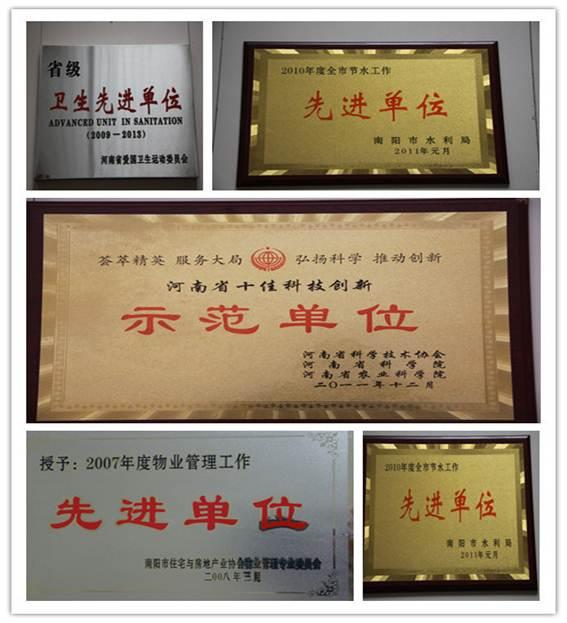 省级
卫生先进单位
ADVANCED UNIT IN SANITATION
(2009－2013)
河南省爱国卫生运动委员会
2010年度全市节水工作
先进单位
南阳市水利局
2011年元月
荟萃精英 服务大局 弘扬科学 推动创新
河南省十佳科技创新
示范单位
河南省科学技术协会
河南省科学院
河南省农业科学院
二〇一一年十二月
授予：2007年度物业管理工作
先进单位
南阳市住宅与房地产业协会物业管理专业委员会
二〇〇八年三月
2010年度全市节水工作
先进单位
南阳市水利局
2011年元月